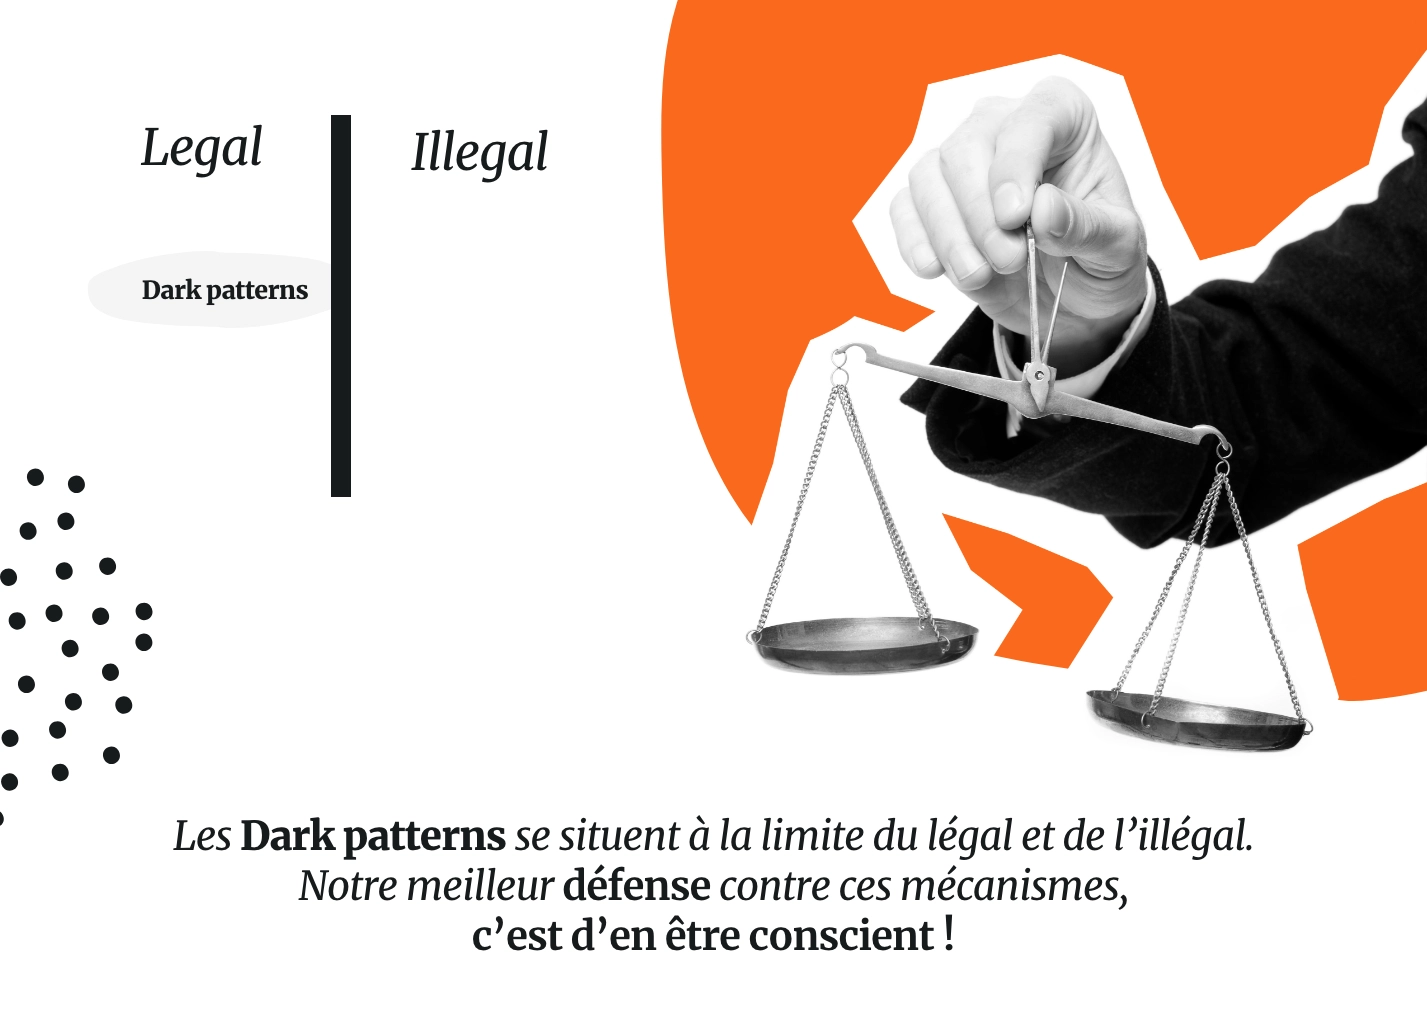 Legal
Illegal
Dark patterns
Les Dark patterns se situent à la limite du légal et de l’illégal.
Notre meilleur défense contre ces mécanismes,
c’est d’en être conscient !